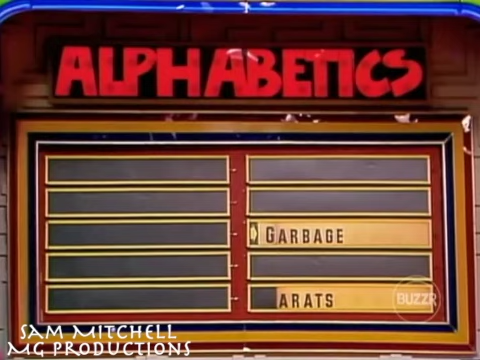 ALPHABETICS
GARBAGE
ARATS
BUZZR
SAM MITCHELL
MG PRODUCTIONS